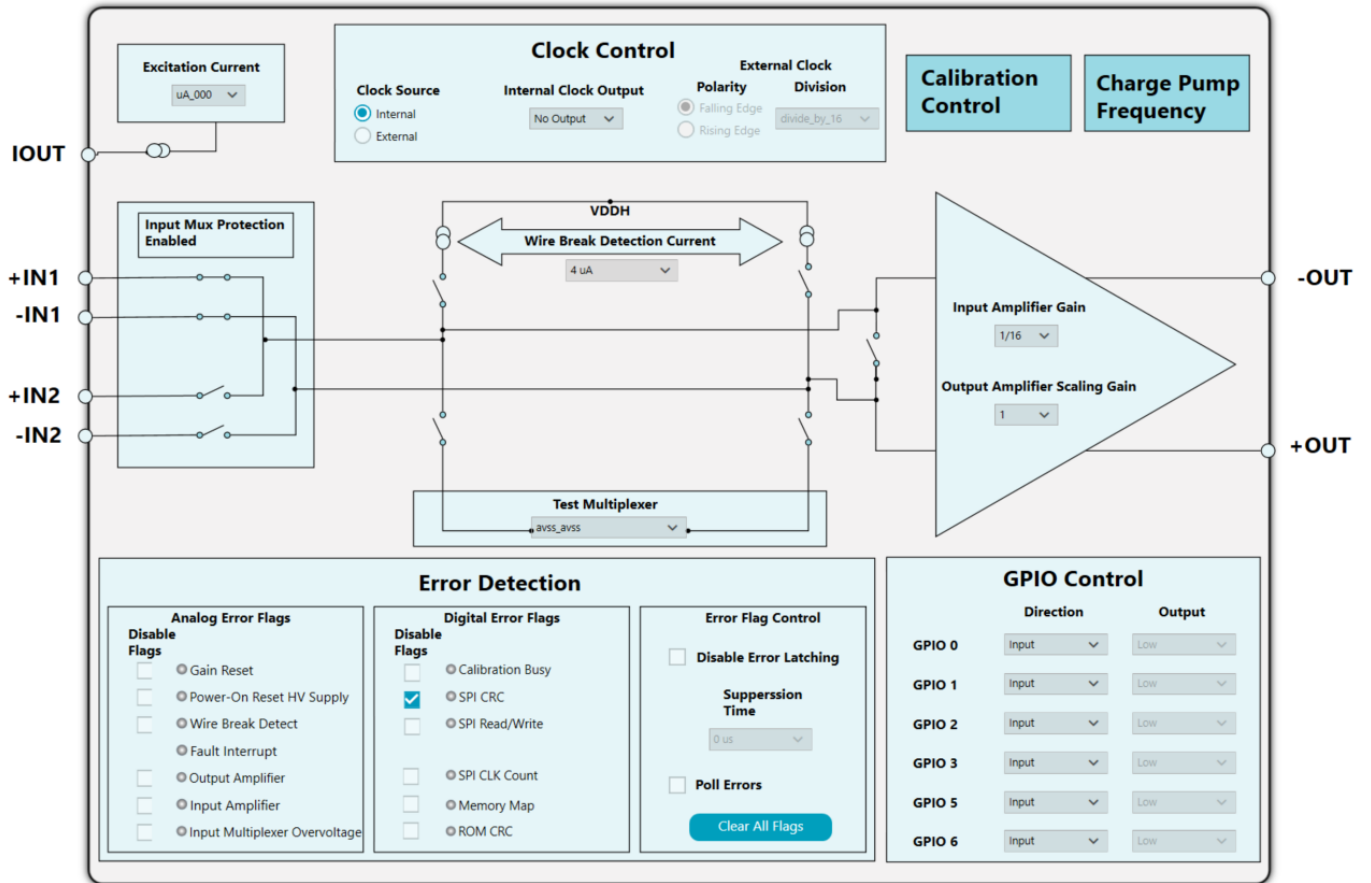 Excitation Current
uA_000
IOUT
Clock Control
Clock Source
Internal
External
Internal Clock Output
No Output
External Clock
Polarity
Falling Edge
Rising Edge
Division
divide_by_16
Calibration
Control
Charge Pump
Frequency
Input Mux Protection
Enabled
+IN1
-IN1
+IN2
-IN2
VDDH
Wire Break Detection Current
4 uA
Input Amplifier Gain
1/16
Output Amplifier Scaling Gain
1
-OUT
+OUT
Test Multiplexer
avss_avss
Error Detection
Analog Error Flags
Disable
Flags
Gain Reset
Power-On Reset HV Supply
Wire Break Detect
Fault Interrupt
Output Amplifier
Input Amplifier
Input Multiplexer Overvoltage
Digital Error Flags
Disable
Flags
Calibration Busy
SPI CRC
SPI Read/Write
SPI CLK Count
Memory Map
ROM CRC
Error Flag Control
Disable Error Latching
Supperssion
Time
0 us
Poll Errors
Clear All Flags
GPIO Control
Direction Output
GPIO 0 Input Low
GPIO 1 Input Low
GPIO 2 Input Low
GPIO 3 Input Low
GPIO 5 Input Low
GPIO 6 Input Low